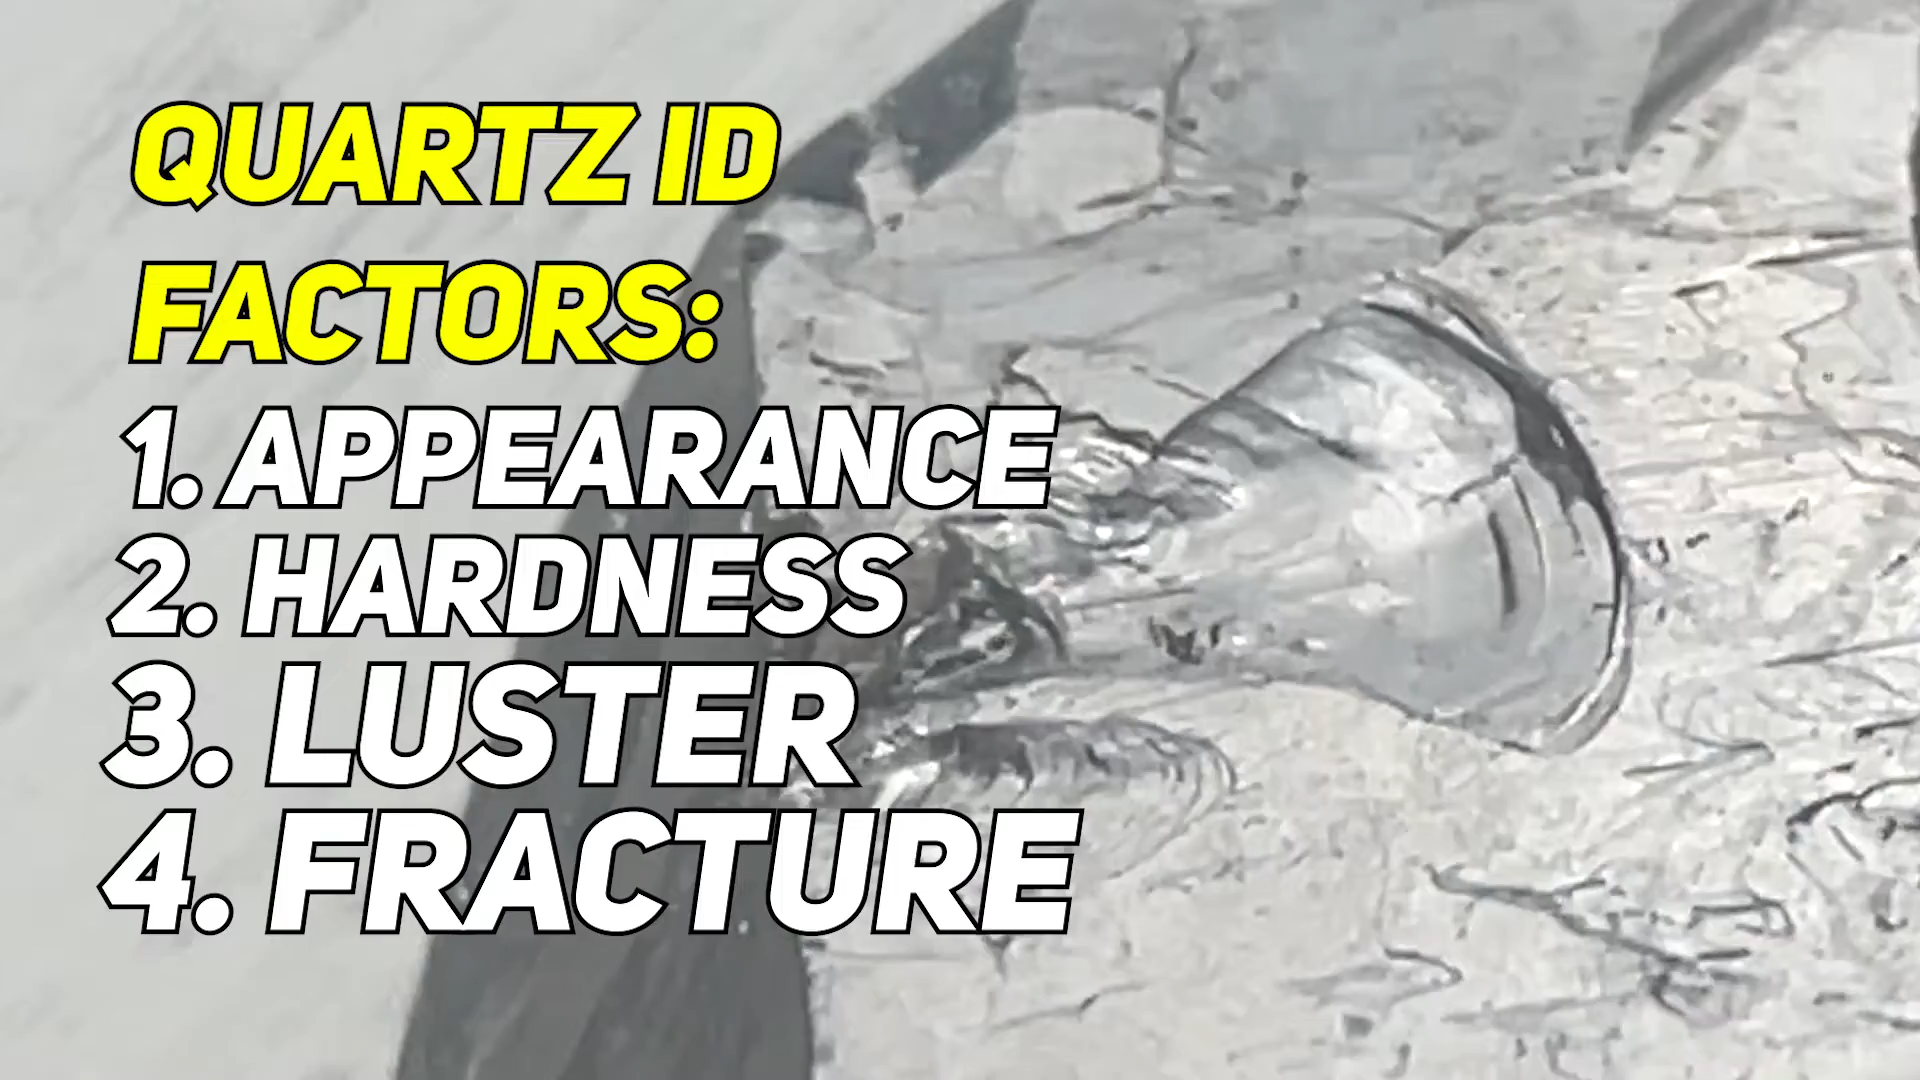 QUARTZ ID
FACTORS:
1. APPEARANCE
2. HARDNESS
3. LUSTER
4. FRACTURE